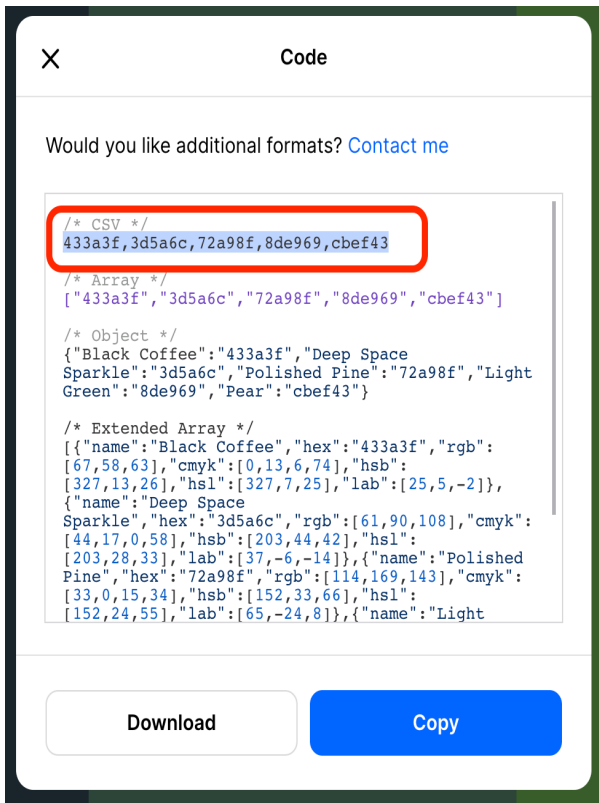 Code
Would you like additional formats? Contact me
/* CSV */
433a3f,3d5a6c,72a98f,8de969,cbef43
/* Array */
["433a3f","3d5a6c","72a98f","8de969","cbef43"]
/* Object */
{"Black Coffee":"433a3f","Deep Space
Sparkle":"3d5a6c","Polished Pine":"72a98f","Light
Green":"8de969","Pear":"cbef43"}
/* Extended Array */
[{"name":"Black Coffee","hex":"433a3f","rgb":
[67,58,63],"cmyk":[0,13,6,74],"hsb":
[327,13,26],"hsl":[327,7,25],"lab":[25,5,-2]},
{"name":"Deep Space
Sparkle","hex":"3d5a6c","rgb":[61,90,108],"cmyk":
[44,17,0,58],"hsb":[203,44,42],"hsl":
[203,28,33],"lab":[37,-6,-14]},{"name":"Polished
Pine","hex":"72a98f","rgb":[114,169,143],"cmyk":
[33,0,15,34],"hsb":[152,33,66],"hsl":
[152,24,55],"lab":[65,-24,8]},{"name":"Light
Download
Copy